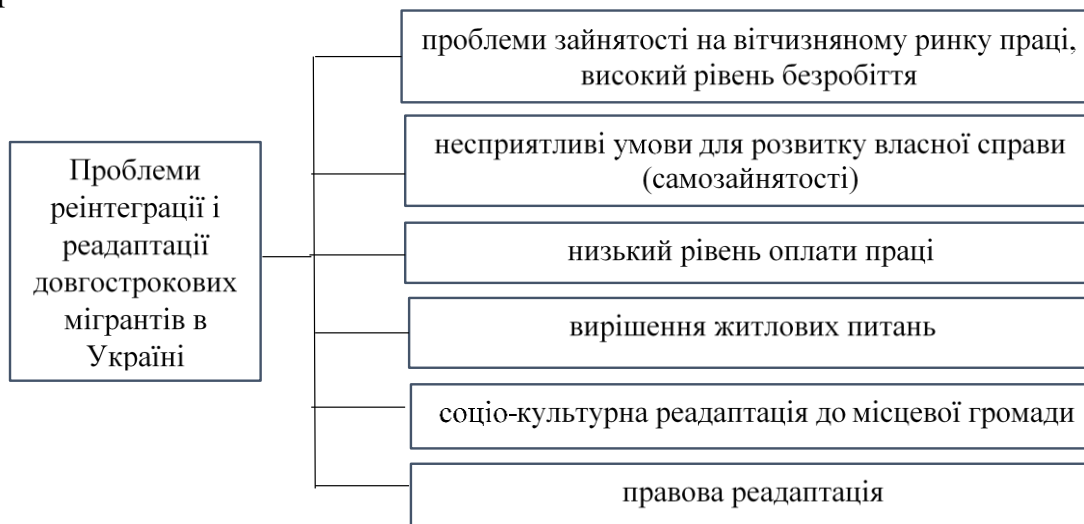 Проблеми
реінтеграції і
реадаптації
довгострокових
мігрантів в
Україні
проблеми зайнятості на вітчизняному ринку праці,
високий рівень безробіття
несприятливі умови для розвитку власної справи
(самозайнятості)
низький рівень оплати праці
вирішення житлових питань
соціо-культурна реадаптація до місцевої громади
правова реадаптація